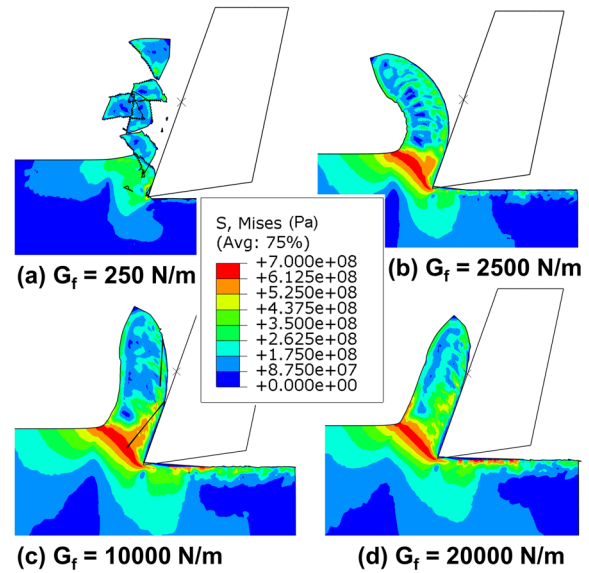 S, Mises (Pa)
(Avg: 75%)
+7.000e+08
+6.125e+08
+5.250e+08
+4.375e+08
+3.500e+08
+2.625e+08
+1.750e+08
+8.750e+07
+0.000e+00
(a) Gf = 250 N/m
(b) Gf = 2500 N/m
(c) Gf = 10000 N/m
(d) Gf = 20000 N/m